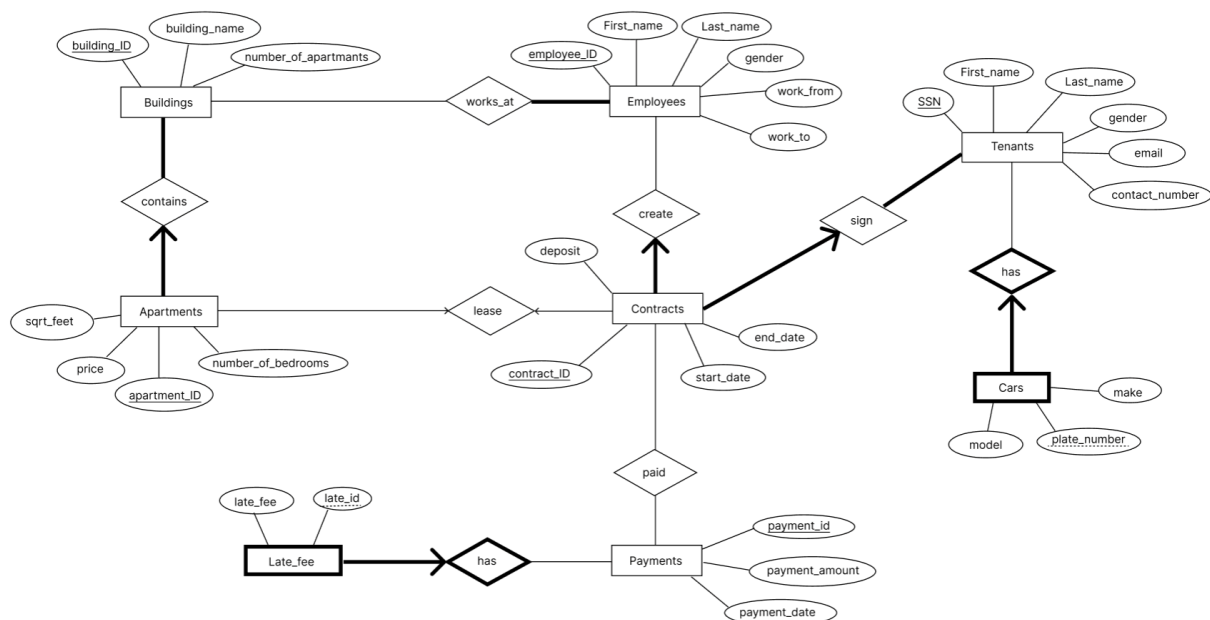 building_ID
building_name
number_of_apartmants
Buildings
works_at
employee_ID
First_name
Last_name
gender
work_from
work_to
Employees
SSN
First_name
Last_name
gender
email
contact_number
Tenants
contains
create
sign
has
deposit
sqrt_feet
Apartments
price
apartment_ID
number_of_bedrooms
lease
Contracts
contract_ID
start_date
end_date
Cars
make
model
plate_number
paid
late_fee
late_id
Late_fee
has
Payments
payment_id
payment_amount
payment_date